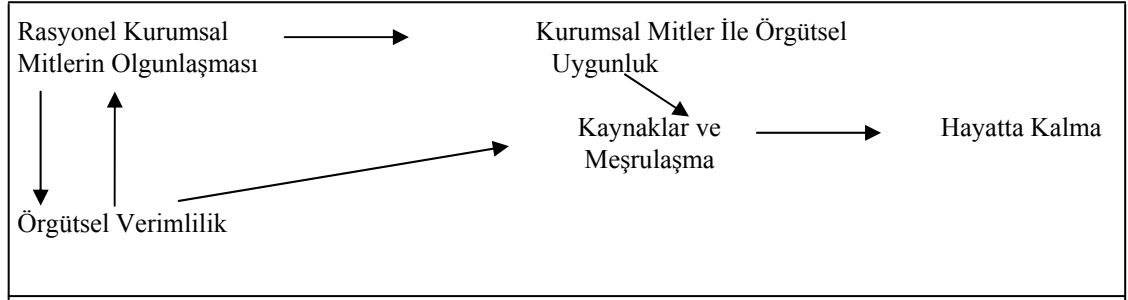 Rasyonel Kurumsal
Mitlerin Olgunlaşması
Kurumsal Mitler İle Örgütsel
Uygunluk
Kaynaklar ve
Meşrulaşma
Hayatta Kalma
Örgütsel Verimlilik